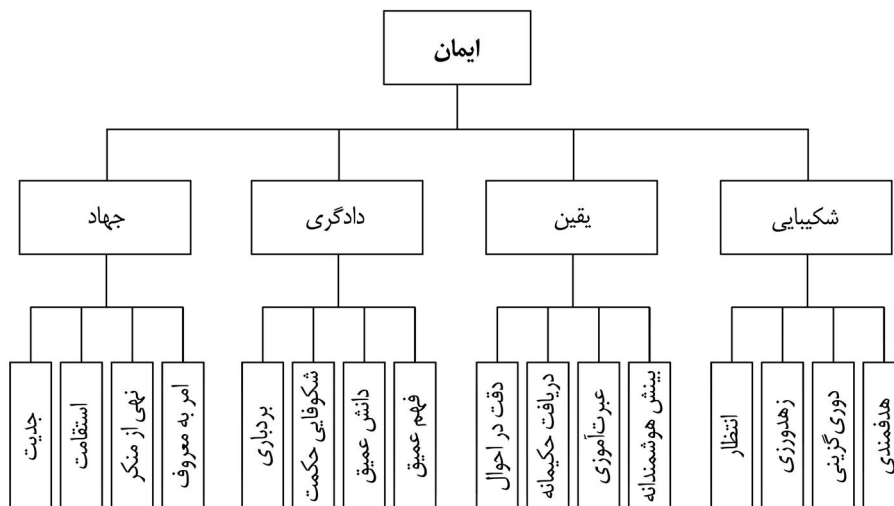 ایمان
شکیبایی
یقین
دادگری
جهاد
هدفمندی
دوری‌گزینی
زهدورزی
انتظار
بینش هوشمندانه
عبرت‌آموزی
دریافت حکیمانه
دقت در احوال
فهم عمیق
دانش عمیق
شکوفایی حکمت
بردباری
امر به معروف
نهی از منکر
استقامت
جدیت